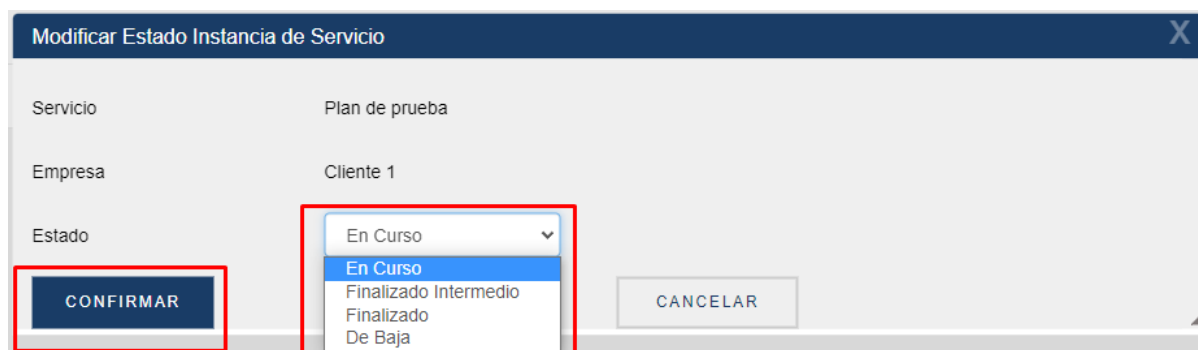 Modificar Estado Instancia de Servicio X
Servicio Plan de prueba
Empresa Cliente 1
Estado En Curso
En Curso
Finalizado Intermedio
Finalizado
De Baja
CONFIRMAR CANCELAR